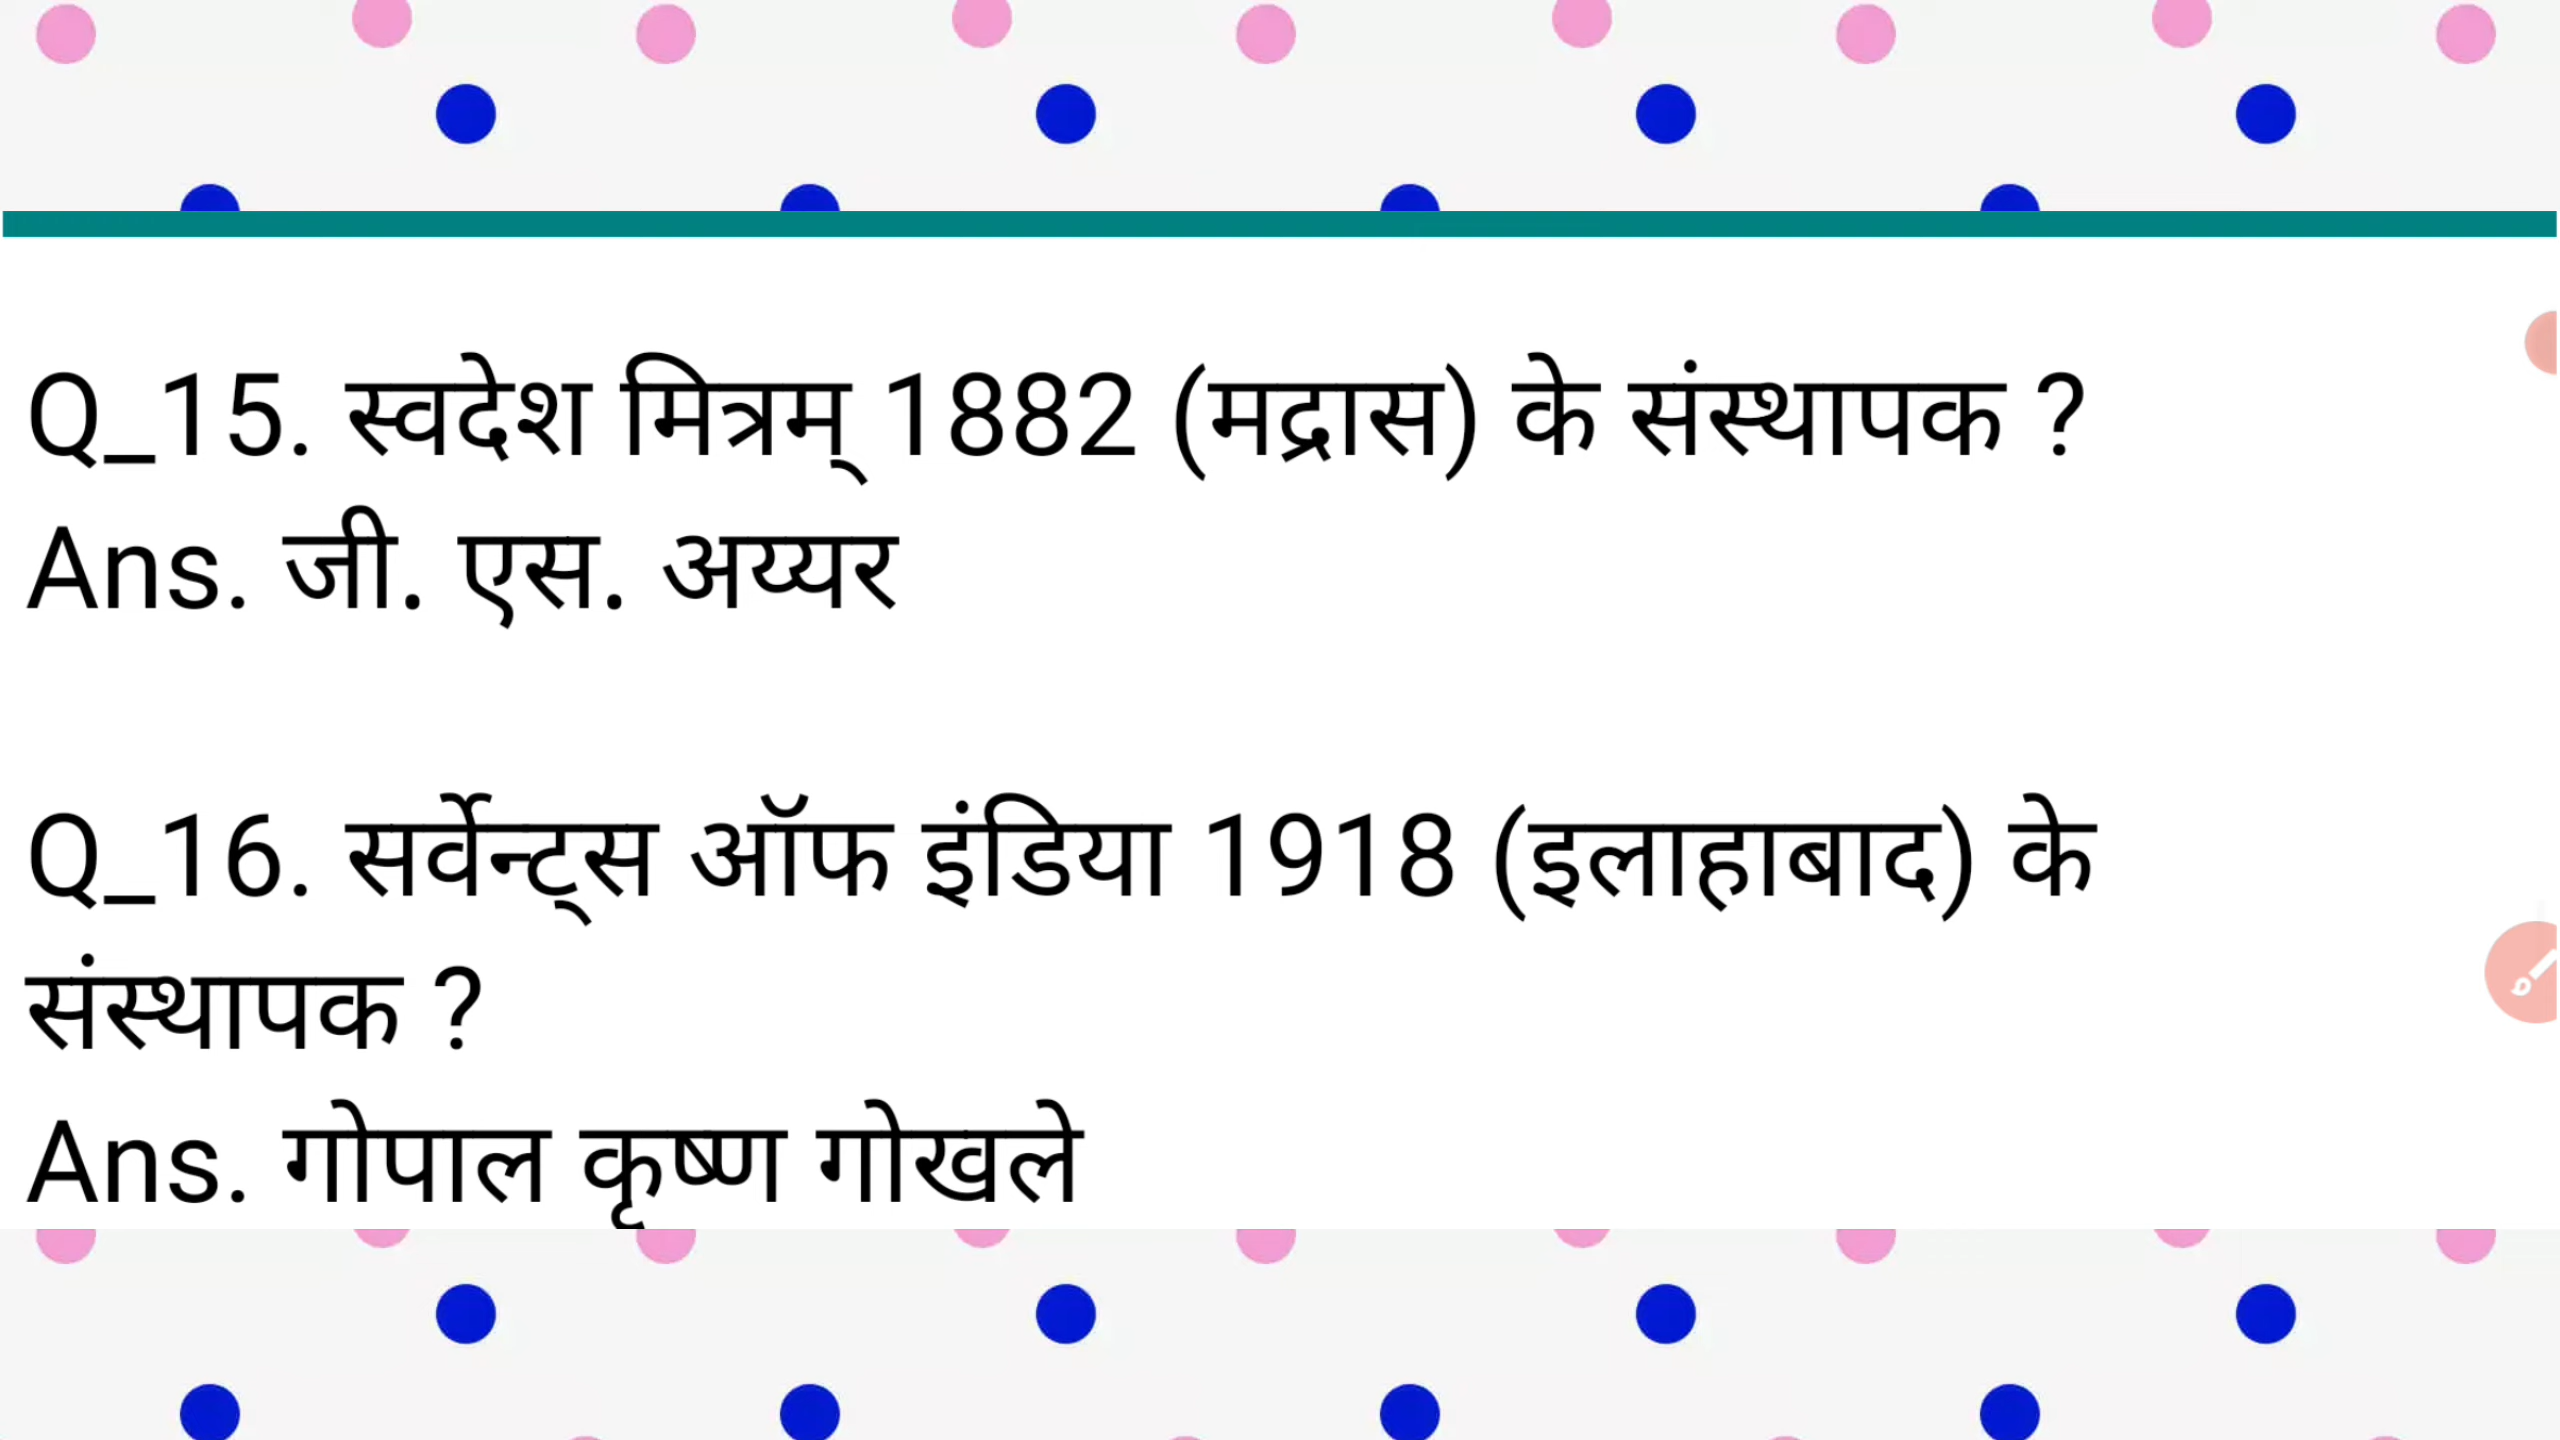 Q_15. स्वदेश मित्रम् 1882 (मद्रास) के संस्थापक ?
Ans. जी. एस. अय्यर
Q_16. सर्वेन्ट्स ऑफ इंडिया 1918 (इलाहाबाद) के
संस्थापक ?
Ans. गोपाल कृष्ण गोखले